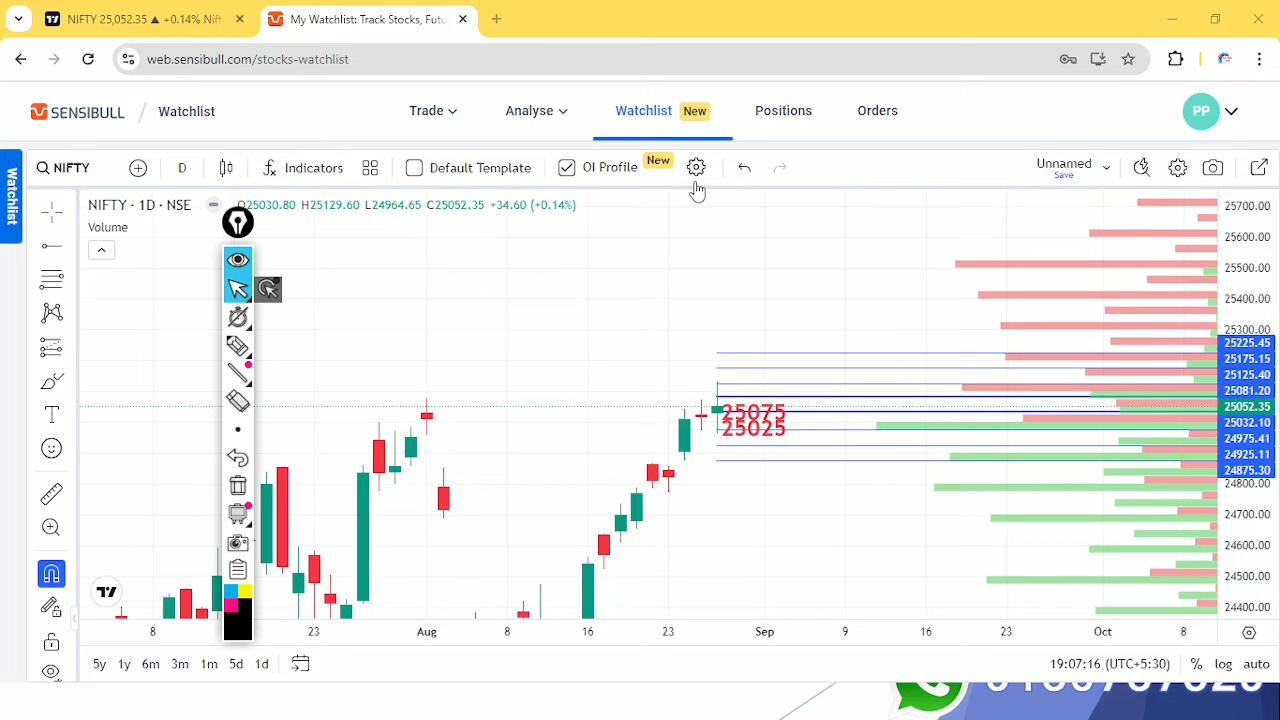 NIFTY 25,052.35 ▲ +0.14% Nift
My Watchlist: Track Stocks, Futu
web.sensibull.com/stocks-watchlist
SENSIBULL / Watchlist
Trade
Analyse
Watchlist New
Positions
Orders
PP
Watchlist
NIFTY
D
Indicators
Default Template
OI Profile New
Unnamed
Save
NIFTY · 1D · NSE
O25030.80 H25129.60 L24964.65 C25052.35 +34.60 (+0.14%)
Volume
25700.00
25600.00
25500.00
25400.00
25300.00
25225.45
25175.15
25125.40
25081.20
25052.35
25032.10
24975.41
24925.11
24875.30
24800.00
24700.00
24600.00
24500.00
24400.00
25075
25025
8
23
Aug
8
16
23
Sep
9
16
23
Oct
8
5y 1y 6m 3m 1m 5d 1d
19:07:16 (UTC+5:30) % log auto